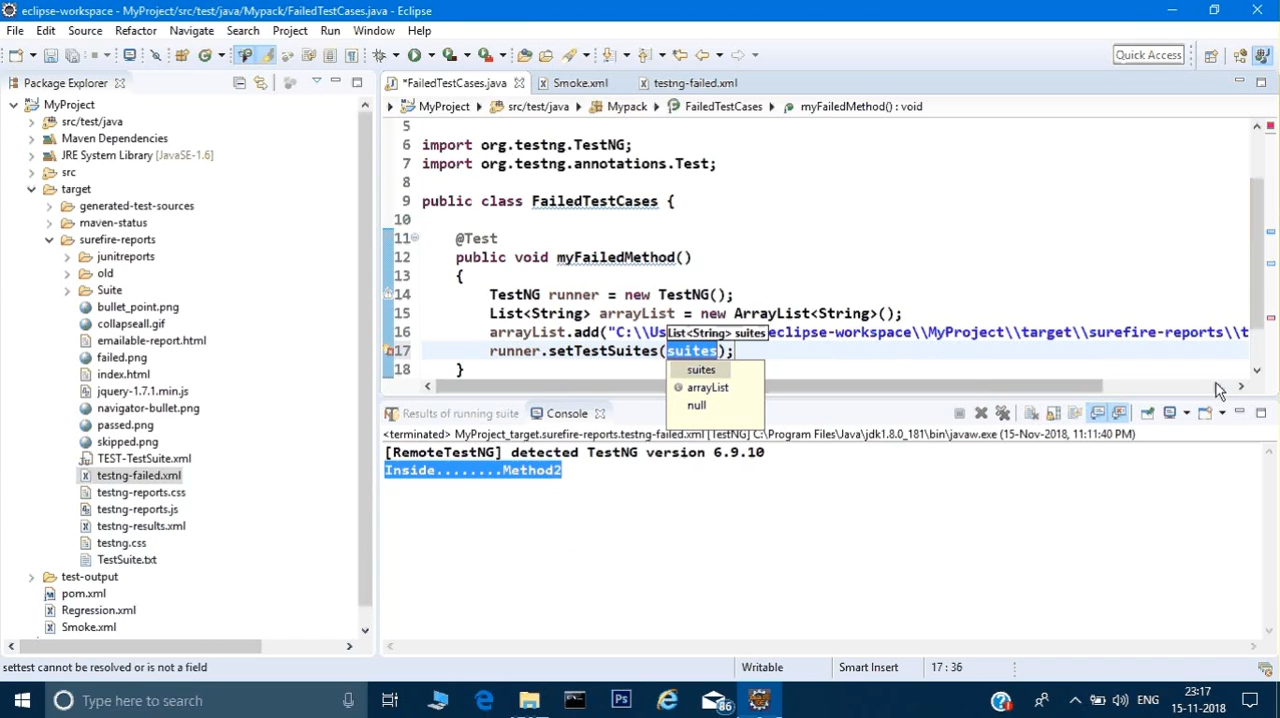 eclipse-workspace - MyProject/src/test/java/Mypack/FailedTestCases.java - Eclipse
File Edit Source Refactor Navigate Search Project Run Window Help
Quick Access
Package Explorer
MyProject
src/test/java
Maven Dependencies
JRE System Library [JavaSE-1.6]
src
target
generated-test-sources
maven-status
surefire-reports
junitreports
old
Suite
bullet_point.png
collapseall.gif
emailable-report.html
failed.png
index.html
jquery-1.7.1.min.js
navigator-bullet.png
passed.png
skipped.png
TEST-TestSuite.xml
testng-failed.xml
testng-reports.css
testng-reports.js
testng-results.xml
testng.css
TestSuite.txt
test-output
pom.xml
Regression.xml
Smoke.xml
*FailedTestCases.java Smoke.xml testng-failed.xml
MyProject src/test/java Mypack FailedTestCases myFailedMethod() : void
5
6 import org.testng.TestNG;
7 import org.testng.annotations.Test;
8
9 public class FailedTestCases {
10
11 @Test
12 public void myFailedMethod()
13 {
14 TestNG runner = new TestNG();
15 List<String> arrayList = new ArrayList<String>();
16 arrayList.add("C:\\Us eclipse-workspace\\MyProject\\target\\surefire-reports\\t
List<String> suites
17 runner.setTestSuites(suites);
18 }
suites
arrayList
null
Results of running suite Console
<terminated> MyProject_target.surefire-reports.testng-failed.xml [TestNG] C:\Program Files\Java\jdk1.8.0_181\bin\javaw.exe (15-Nov-2018, 11:11:40 PM)
[RemoteTestNG] detected TestNG version 6.9.10
Inside........Method2
settest cannot be resolved or is not a field
Writable Smart Insert 17 : 36
Type here to search
Ps
86
ENG
23:17
15-11-2018